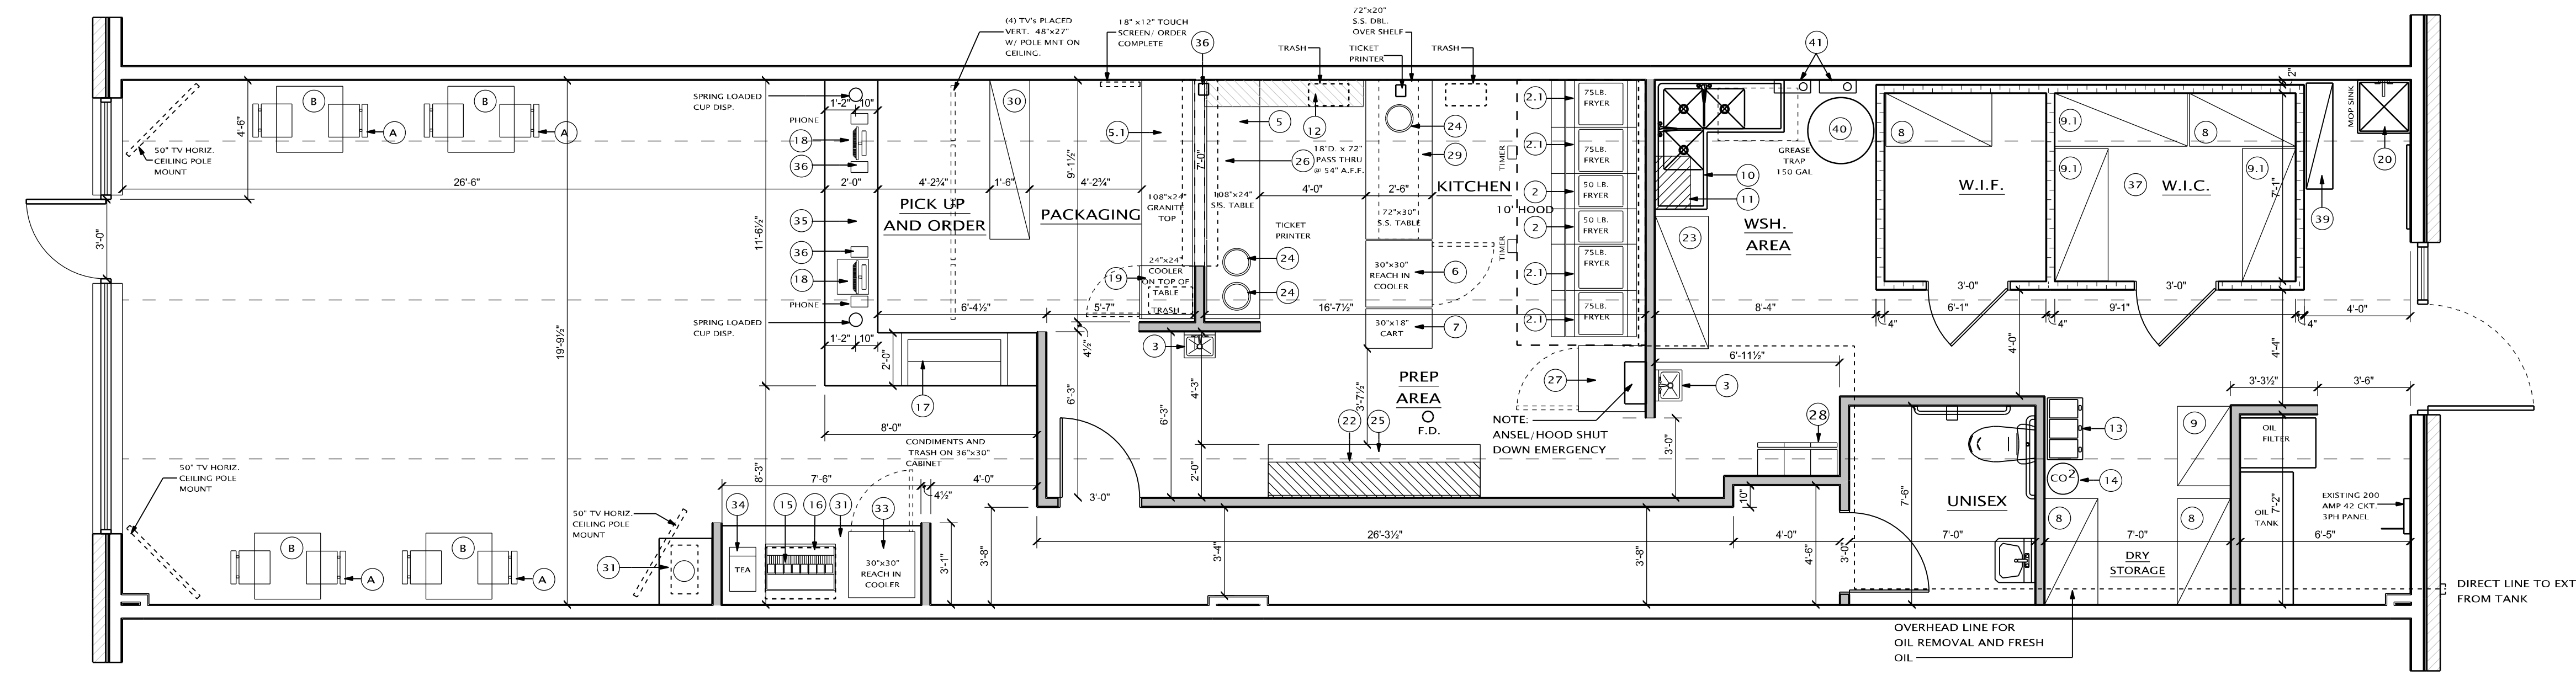 (4) TV's PLACED
VERT. 48"x27"
W/ POLE MNT ON
CEILING.
18" x12" TOUCH
SCREEN/ ORDER
COMPLETE
36
TRASH
72"x20"
S.S. DBL.
OVER SHELF
TICKET
PRINTER
TRASH
41
SPRING LOADED
CUP DISP.
1'-2"
10"
PHONE
18
36
35
36
18
PHONE
SPRING LOADED
CUP DISP.
1'-2"
10"
B
A
B
A
4'-6"
50" TV HORIZ.
CEILING POLE
MOUNT
26'-6"
3'-0"
19'-9½"
11'-6½"
8'-3"
2'-0"
4'-2¾"
1'-6"
4'-2¾"
30
PICK UP
AND ORDER
PACKAGING
9'-1½"
5.1
108"x24"
GRANITE
TOP
24"x24"
COOLER
ON TOP OF
TABLE
TRASH
19
7'-0"
6'-4½"
5'-7"
4½"
2'-0"
17
8'-0"
CONDIMENTS AND
TRASH ON 36"x30"
CABINET
5
12
26
18"D. x 72"
PASS THRU
@ 54" A.F.F.
108"x24"
S.S. TABLE
4'-0"
2'-6"
24
29
KITCHEN
72"x30"
S.S. TABLE
TICKET
PRINTER
24
24
30"x30"
REACH IN
COOLER
6
30"x18"
CART
7
16'-7½"
10' HOOD
TIMER
TIMER
2.1
75LB.
FRYER
2.1
75LB.
FRYER
2
50 LB.
FRYER
2
50 LB.
FRYER
2.1
75LB.
FRYER
2.1
75LB.
FRYER
3
6'-3"
6'-3"
4'-3"
2'-0"
3'-7½"
PREP
AREA
F.D.
22
25
27
NOTE:
ANSEL/HOOD SHUT
DOWN EMERGENCY
3'-0"
40
GREASE
TRAP
150 GAL
10
11
23
WSH.
AREA
8'-4"
6'-11½"
3
28
3'-0"
10"
8
W.I.F.
3'-0"
6'-1"
4"
4"
9.1
8
9.1
37
W.I.C.
9.1
7'-1"
2"
3'-0"
9'-1"
4"
4'-0"
39
MOP SINK
20
4'-0"
4'-4"
3'-3½"
3'-6"
13
CO²
14
9
8
8
7'-0"
DRY
STORAGE
UNISEX
7'-6"
7'-0"
3'-0"
OIL
FILTER
OIL
TANK
7'-2"
6'-5"
EXISTING 200
AMP 42 CKT.
3PH PANEL
DIRECT LINE TO EXT
FROM TANK
OVERHEAD LINE FOR
OIL REMOVAL AND FRESH
OIL
50" TV HORIZ.
CEILING POLE
MOUNT
B
A
B
A
50" TV HORIZ.
CEILING POLE
MOUNT
31
7'-6"
4½"
4'-0"
34
15
16
31
33
TEA
30"x30"
REACH IN
COOLER
3'-1"
3'-8"
3'-4"
26'-3½"
3'-8"
4'-0"
4'-6"